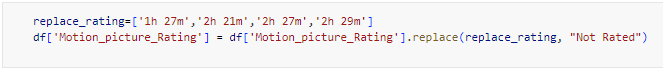 replace_rating=['1h 27m','2h 21m','2h 27m','2h 29m']
df['Motion_picture_Rating'] = df['Motion_picture_Rating'].replace(replace_rating, "Not Rated")